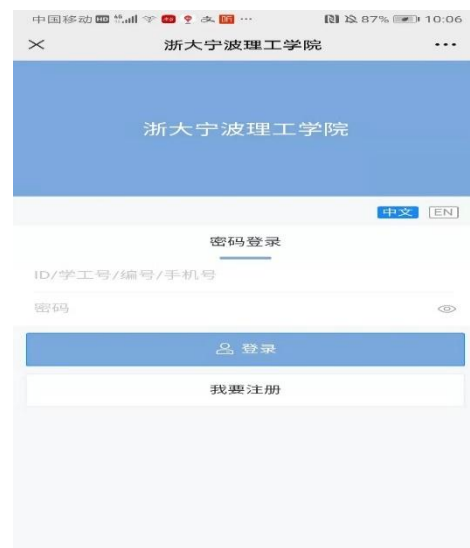 中国移动 HD 4G ... 87% 10:06
浙大宁波理工学院 ...
浙大宁波理工学院
中文 EN
密码登录
ID/学工号/编号/手机号
密码
登录
我要注册